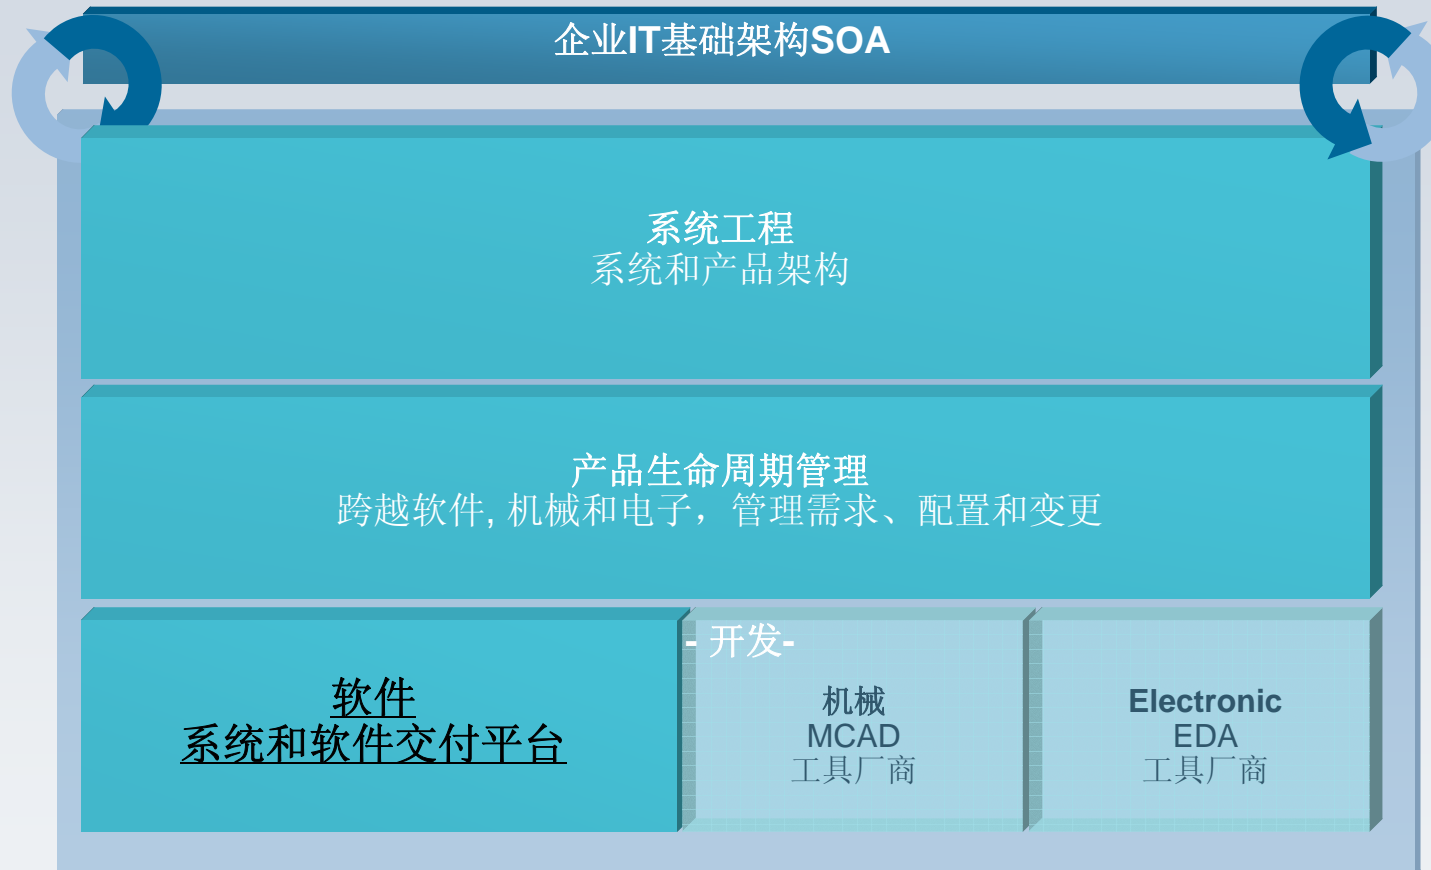 企业IT基础架构SOA
系统工程
系统和产品架构
产品生命周期管理
跨越软件, 机械和电子，管理需求、配置和变更
- 开发-
软件
系统和软件交付平台
机械
MCAD
工具厂商
Electronic
EDA
工具厂商